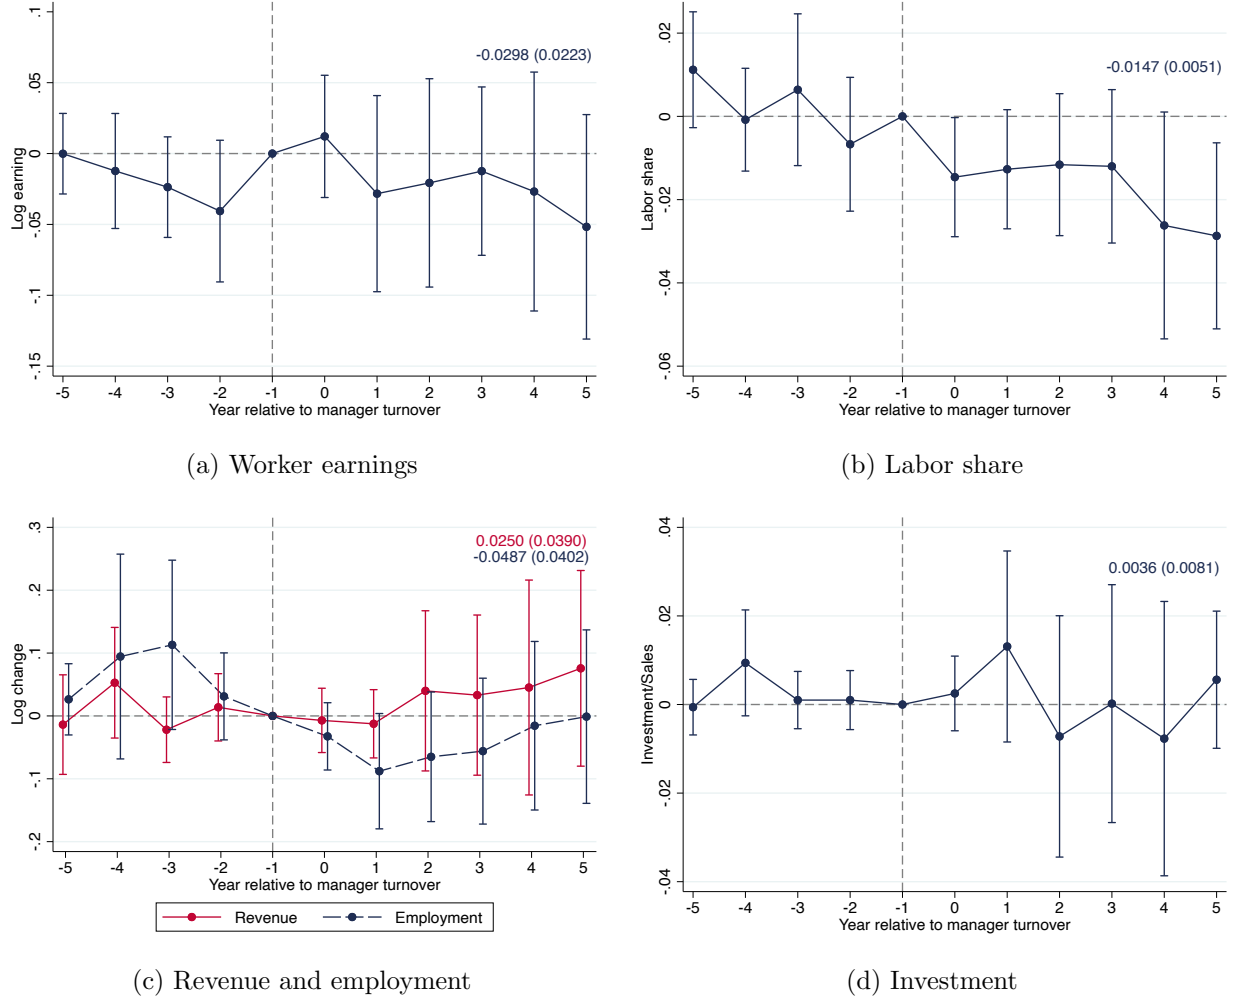 .1
.05
0
-.05
-.1
-.15
Log earning
-0.0298 (0.0223)
-5 -4 -3 -2 -1 0 1 2 3 4 5
Year relative to manager turnover
(a) Worker earnings
.02
0
-.02
-.04
-.06
Labor share
-0.0147 (0.0051)
-5 -4 -3 -2 -1 0 1 2 3 4 5
Year relative to manager turnover
(b) Labor share
.3
.2
.1
0
-.1
-.2
Log change
0.0250 (0.0390)
-0.0487 (0.0402)
-5 -4 -3 -2 -1 0 1 2 3 4 5
Year relative to manager turnover
Revenue Employment
(c) Revenue and employment
.04
.02
0
-.02
-.04
Investment/Sales
0.0036 (0.0081)
-5 -4 -3 -2 -1 0 1 2 3 4 5
Year relative to manager turnover
(d) Investment